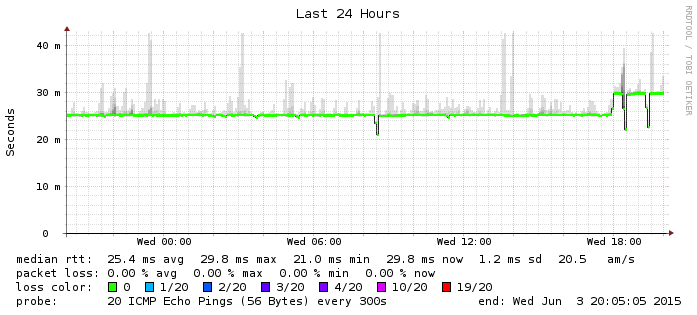 Last 24 Hours
RRDTOOL / TOBI OETIKER
Seconds
40 m
30 m
20 m
10 m
0
Wed 00:00 Wed 06:00 Wed 12:00 Wed 18:00
median rtt: 25.4 ms avg 29.8 ms max 21.0 ms min 29.8 ms now 1.2 ms sd 20.5 am/s
packet loss: 0.00 % avg 0.00 % max 0.00 % min 0.00 % now
loss color: 0 1/20 2/20 3/20 4/20 10/20 19/20
probe: 20 ICMP Echo Pings (56 Bytes) every 300s end: Wed Jun 3 20:05:05 2015